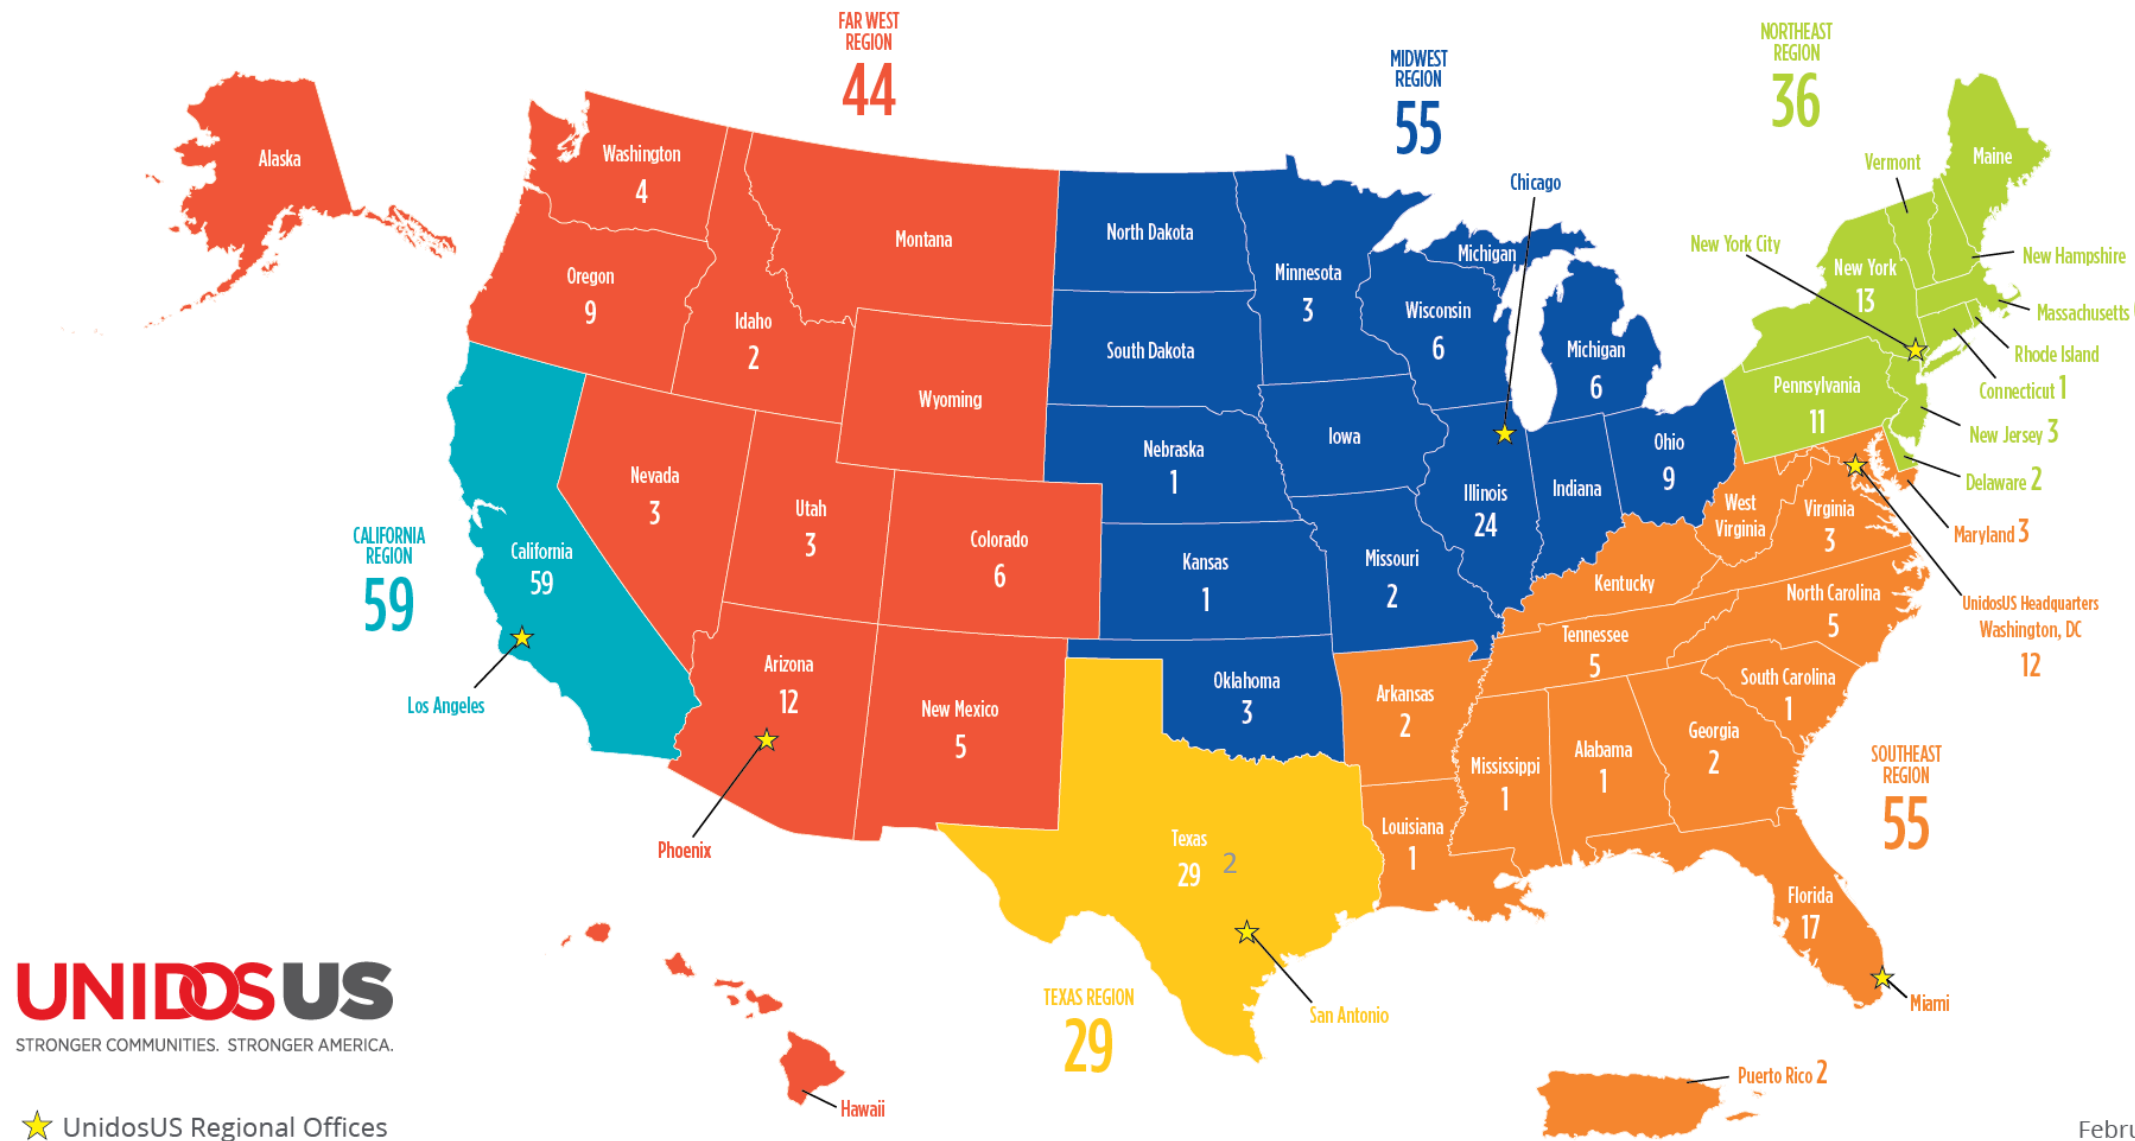 FAR WEST
REGION
44
MIDWEST
REGION
55
NORTHEAST
REGION
36
Alaska
Washington
4
Oregon
9
Idaho
2
Montana
Wyoming
Nevada
3
Utah
3
Colorado
6
Arizona
12
New Mexico
5
Phoenix
Hawaii
CALIFORNIA
REGION
59
California
59
Los Angeles
North Dakota
South Dakota
Nebraska
1
Kansas
1
Oklahoma
3
Minnesota
3
Iowa
Missouri
2
Wisconsin
6
Chicago
Michigan
Michigan
6
Illinois
24
Indiana
Ohio
9
Vermont
Maine
New York City
New York
13
New Hampshire
Massachusetts
Rhode Island
Connecticut 1
Pennsylvania
11
New Jersey 3
Delaware 2
Maryland 3
UnidosUS Headquarters
Washington, DC
12
West
Virginia
Virginia
3
Kentucky
North Carolina
5
Tennessee
5
South Carolina
1
Arkansas
2
Mississippi
1
Alabama
1
Georgia
2
Louisiana
1
Florida
17
Miami
SOUTHEAST
REGION
55
Puerto Rico 2
Texas
29
2
San Antonio
TEXAS REGION
29
UNIDOSUS
STRONGER COMMUNITIES. STRONGER AMERICA.
UnidosUS Regional Offices
Febru